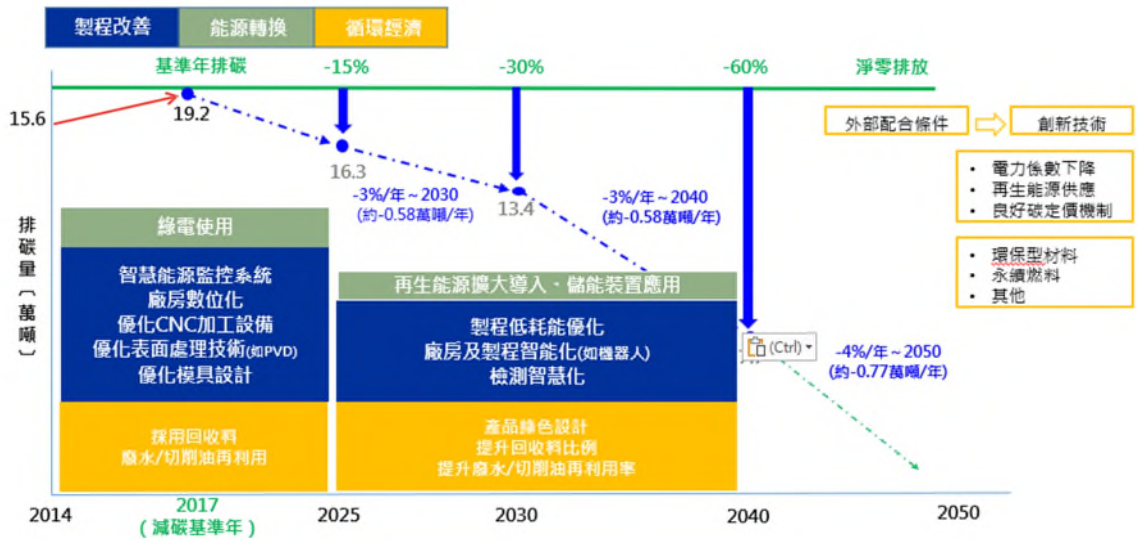 製程改善
能源轉換
循環經濟
基準年排碳
-15%
-30%
-60%
淨零排放
15.6
19.2
16.3
13.4
-3%/年~2030
(約-0.58萬噸/年)
-3%/年~2040
(約-0.58萬噸/年)
-4%/年~2050
(約-0.77萬噸/年)
外部配合條件
創新技術
• 電力係數下降
• 再生能源供應
• 良好碳定價機制
• 環保型材料
• 永續燃料
• 其他
排碳量(萬噸)
綠電使用
智慧能源監控系統
廠房數位化
優化CNC加工設備
優化表面處理技術(如PVD)
優化模具設計
採用回收料
廢水/切削油再利用
再生能源擴大導入、儲能裝置應用
製程低耗能優化
廠房及製程智能化(如機器人)
檢測智慧化
產品綠色設計
提升回收料比例
提升廢水/切削油再利用率
(Ctrl)
2014
2017
(減碳基準年)
2025
2030
2040
2050